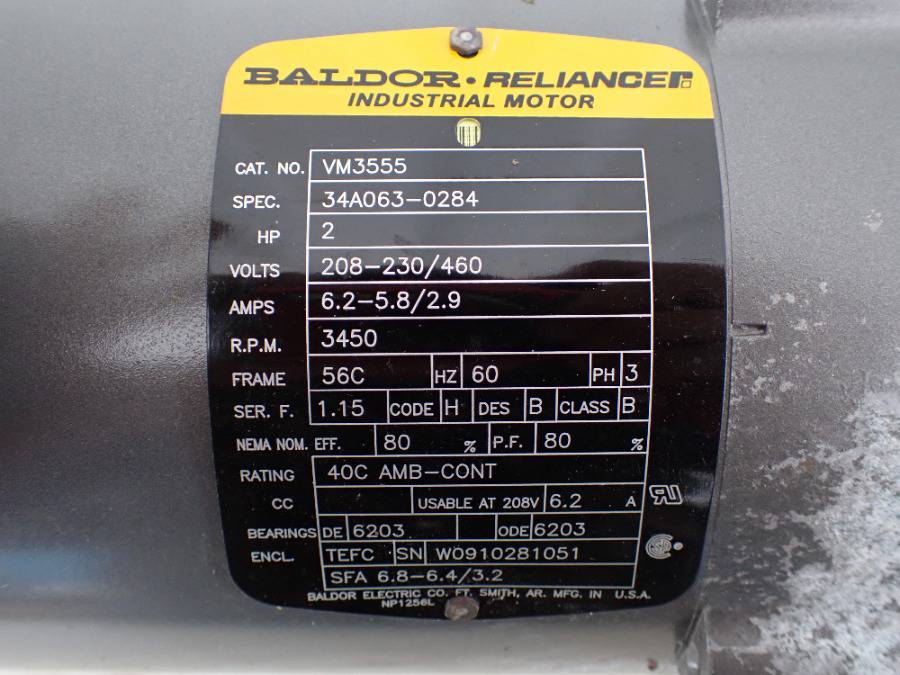 BALDOR • RELIANCE
INDUSTRIAL MOTOR
CAT. NO. VM3555
SPEC. 34A063-0284
HP 2
VOLTS 208-230/460
AMPS 6.2-5.8/2.9
R.P.M. 3450
FRAME 56C HZ 60 PH 3
SER. F. 1.15 CODE H DES B CLASS B
NEMA NOM. EFF. 80 % P.F. 80 %
RATING 40C AMB-CONT
CC USABLE AT 208V 6.2 A
BEARINGS DE 6203 ODE 6203
ENCL. TEFC SN W0910281051
SFA 6.8-6.4/3.2
BALDOR ELECTRIC CO. FT. SMITH, AR. MFG. IN U.S.A.
NP1256L